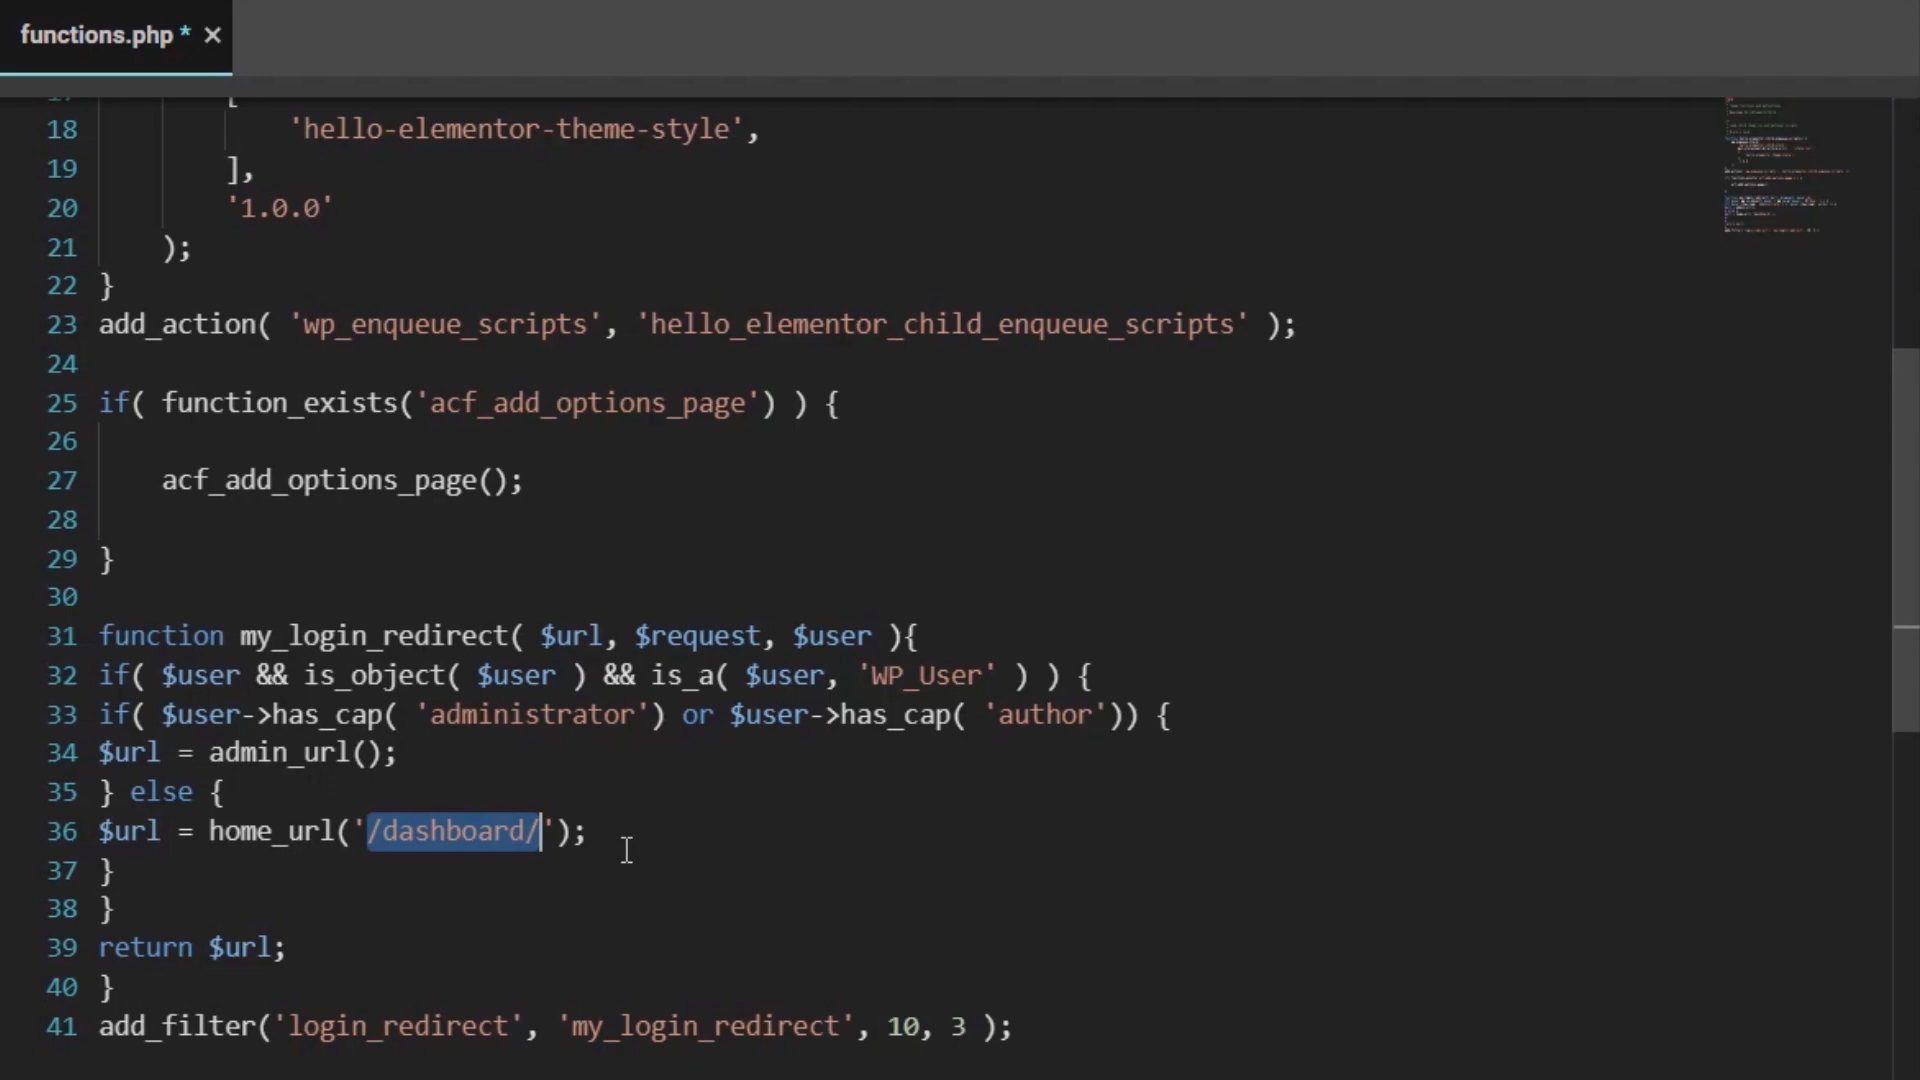 functions.php * ×
18 'hello-elementor-theme-style',
19 ],
20 '1.0.0'
21 );
22 }
23 add_action( 'wp_enqueue_scripts', 'hello_elementor_child_enqueue_scripts' );
24
25 if( function_exists('acf_add_options_page') ) {
26
27 acf_add_options_page();
28
29 }
30
31 function my_login_redirect( $url, $request, $user ){
32 if( $user && is_object( $user ) && is_a( $user, 'WP_User' ) ) {
33 if( $user->has_cap( 'administrator') or $user->has_cap( 'author')) {
34 $url = admin_url();
35 } else {
36 $url = home_url('/dashboard/');
37 }
38 }
39 return $url;
40 }
41 add_filter('login_redirect', 'my_login_redirect', 10, 3 );